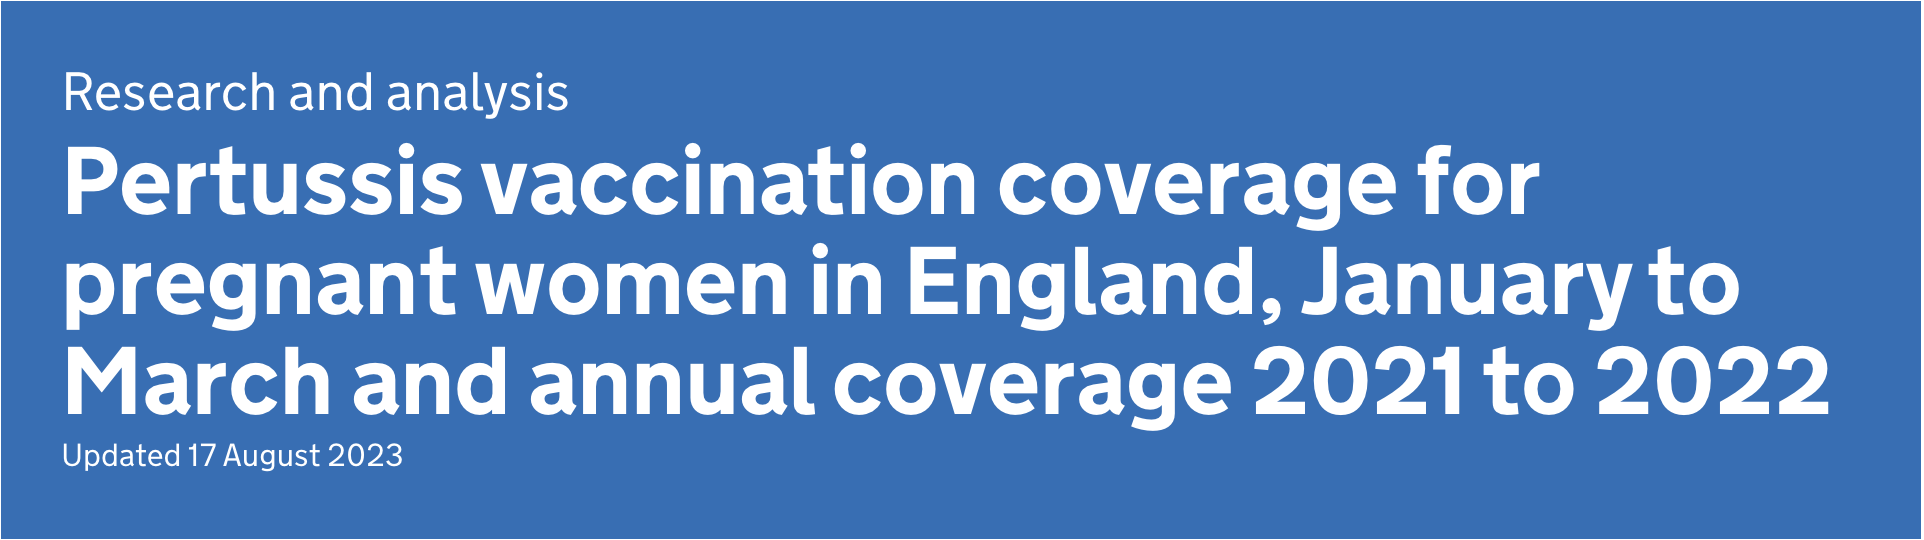 Research and analysis
Pertussis vaccination coverage for
pregnant women in England, January to
March and annual coverage 2021 to 2022
Updated 17 August 2023